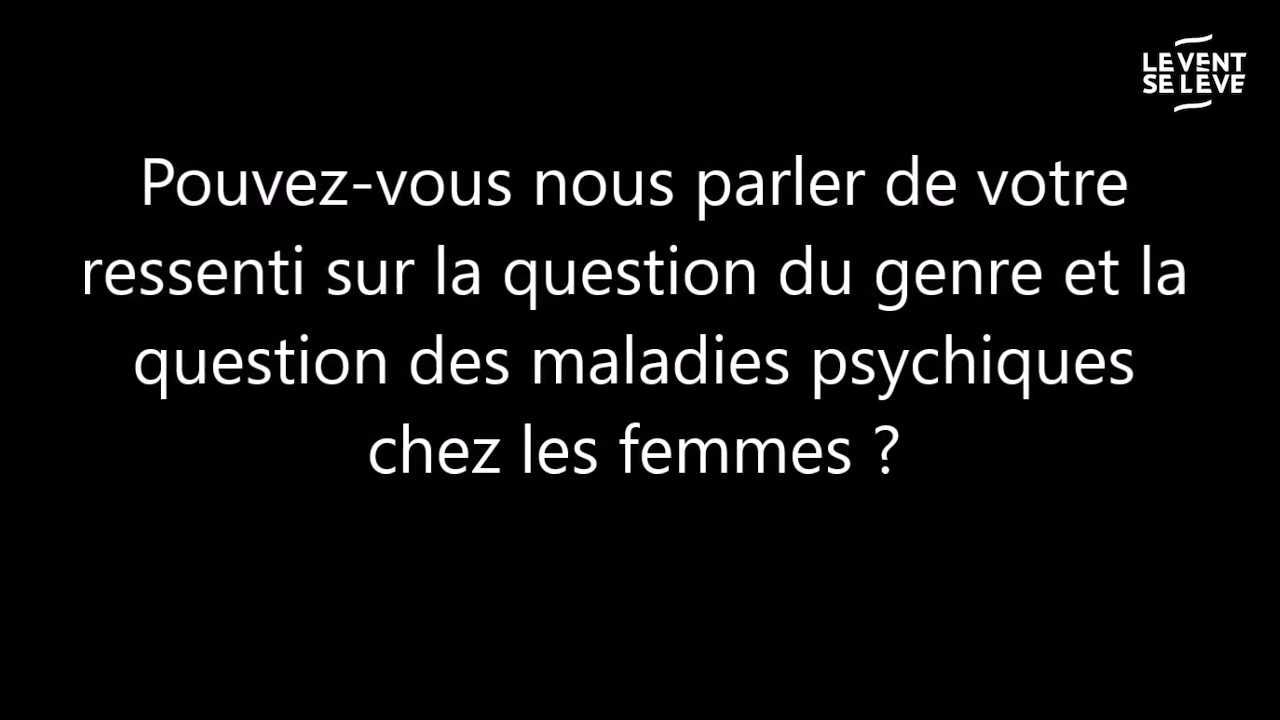 LE VENT
SE LÈVE
Pouvez-vous nous parler de votre
ressenti sur la question du genre et la
question des maladies psychiques
chez les femmes ?